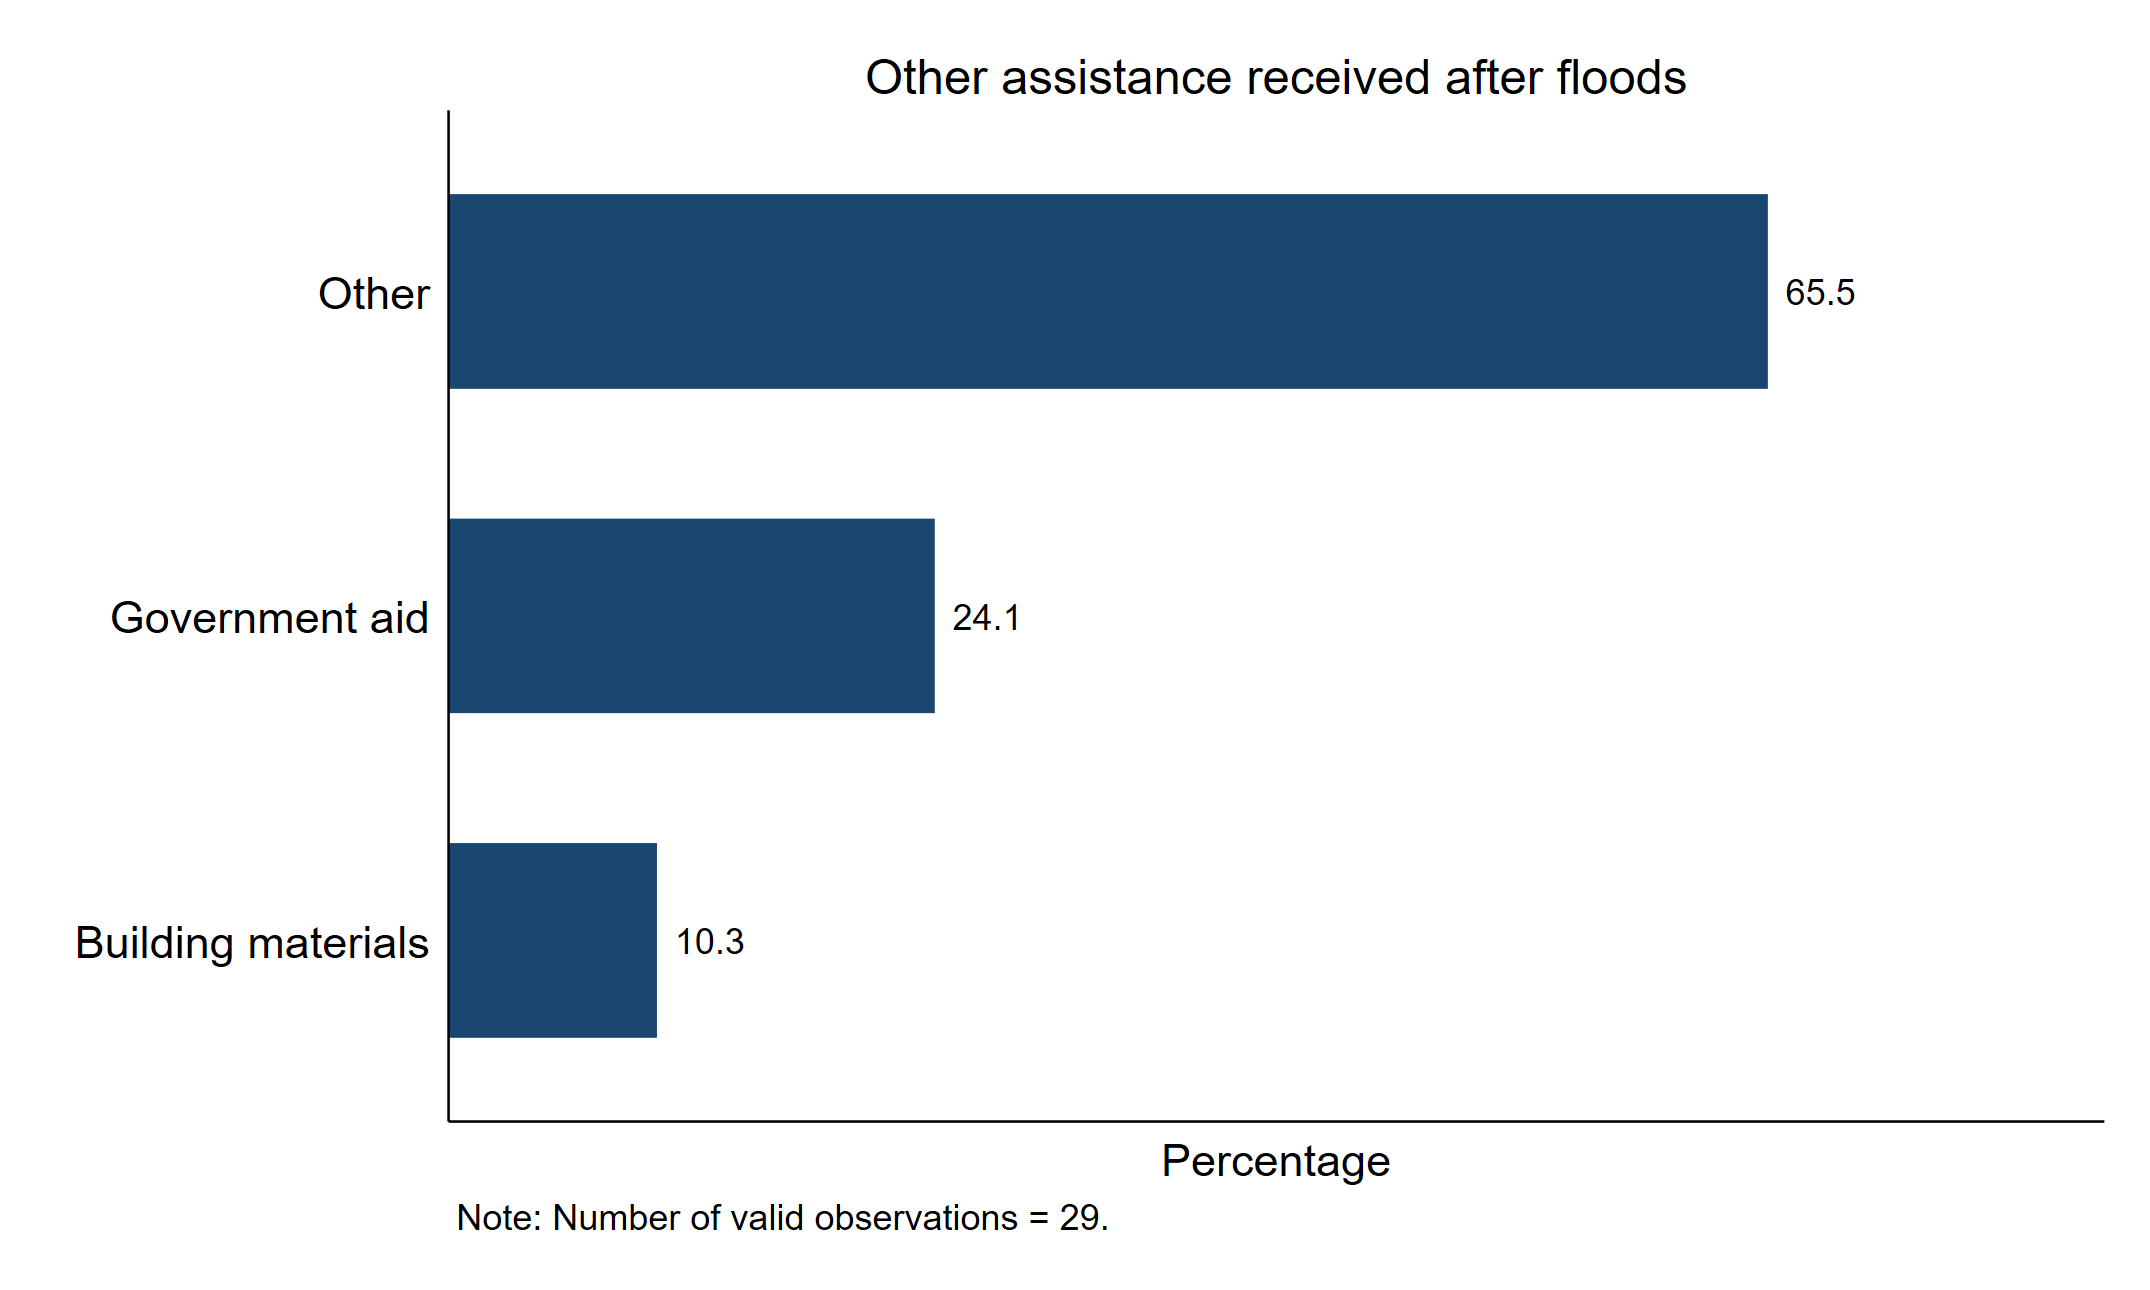 Other assistance received after floods
Other
65.5
Government aid
24.1
Building materials
10.3
Percentage
Note: Number of valid observations = 29.